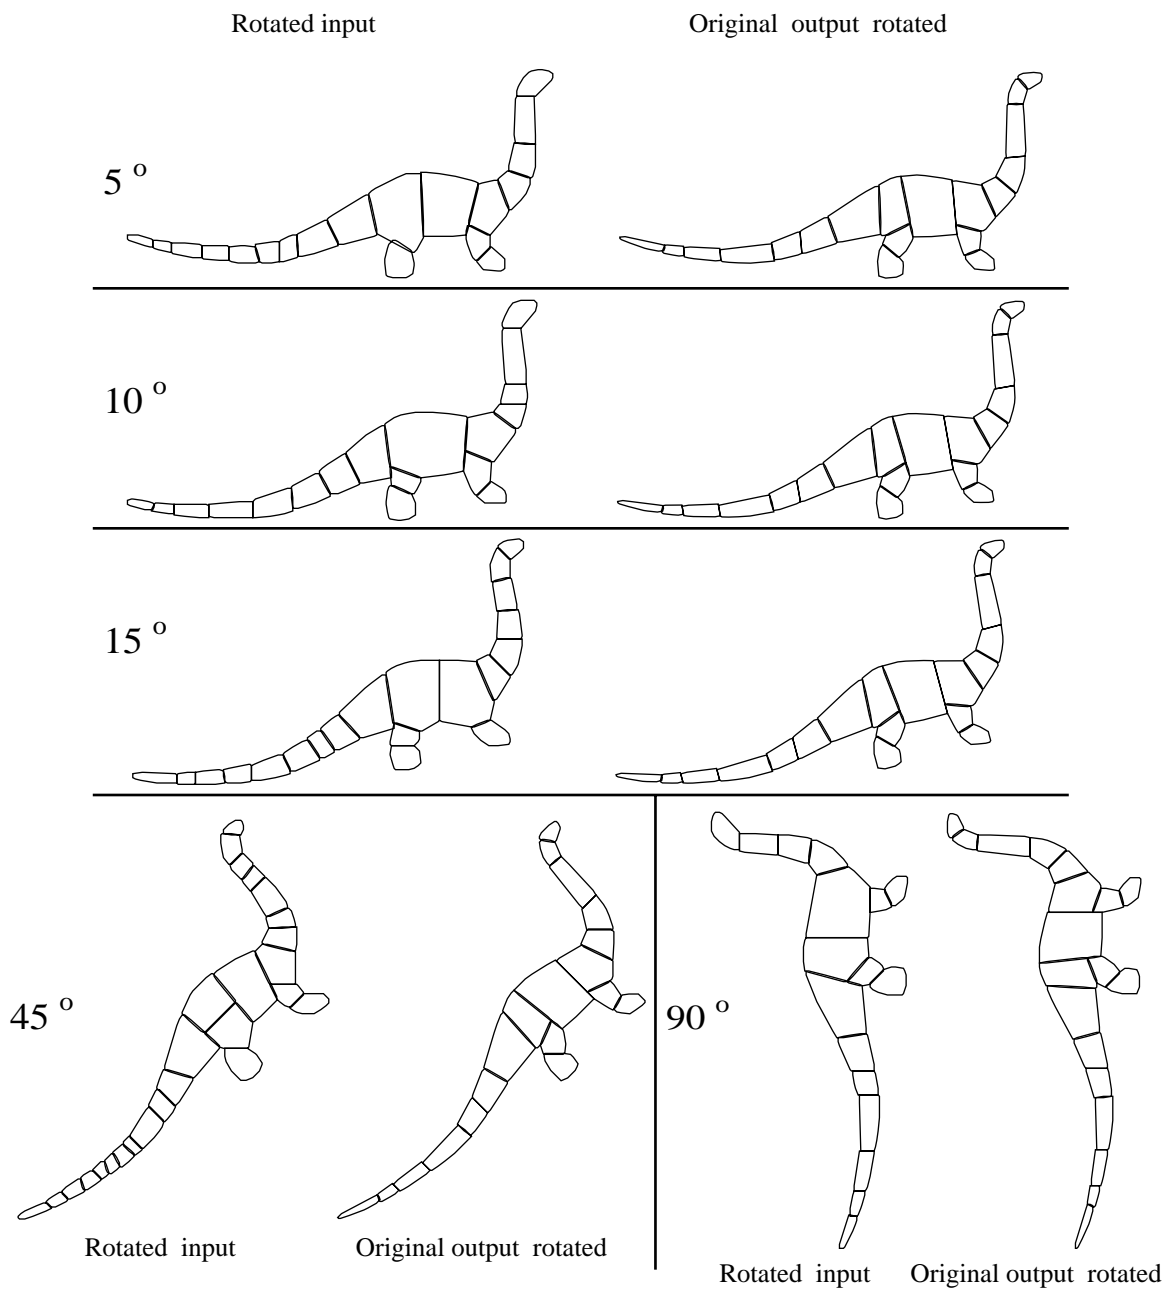 Rotated input
Original output rotated
5 o
10 o
15 o
45 o
90 o
Rotated input
Original output rotated
Rotated input
Original output rotated